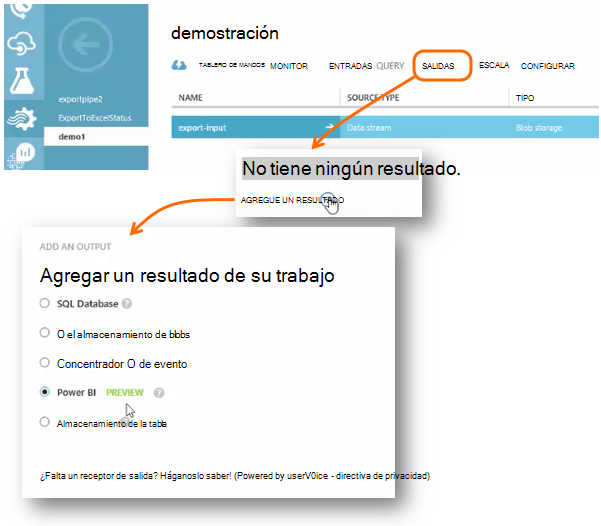 demostración
TABLERO DE MANDOS MONITOR ENTRADAS QUERY SALIDAS ESCALA CONFIGURAR
exportpipe2
ExportToExcelStatus
demo1
NAME SOURCE TYPE TIPO
export-input Data stream Blob storage
No tiene ningún resultado.
AGREGUE UN RESULTADO
ADD AN OUTPUT
Agregar un resultado de su trabajo
SQL Database ?
O el almacenamiento de blobs
Concentrador O de evento
Power BI PREVIEW ?
Almacenamiento de la tabla
¿Falta un receptor de salida? Háganoslo saber! (Powered by userV0ice - directiva de privacidad)